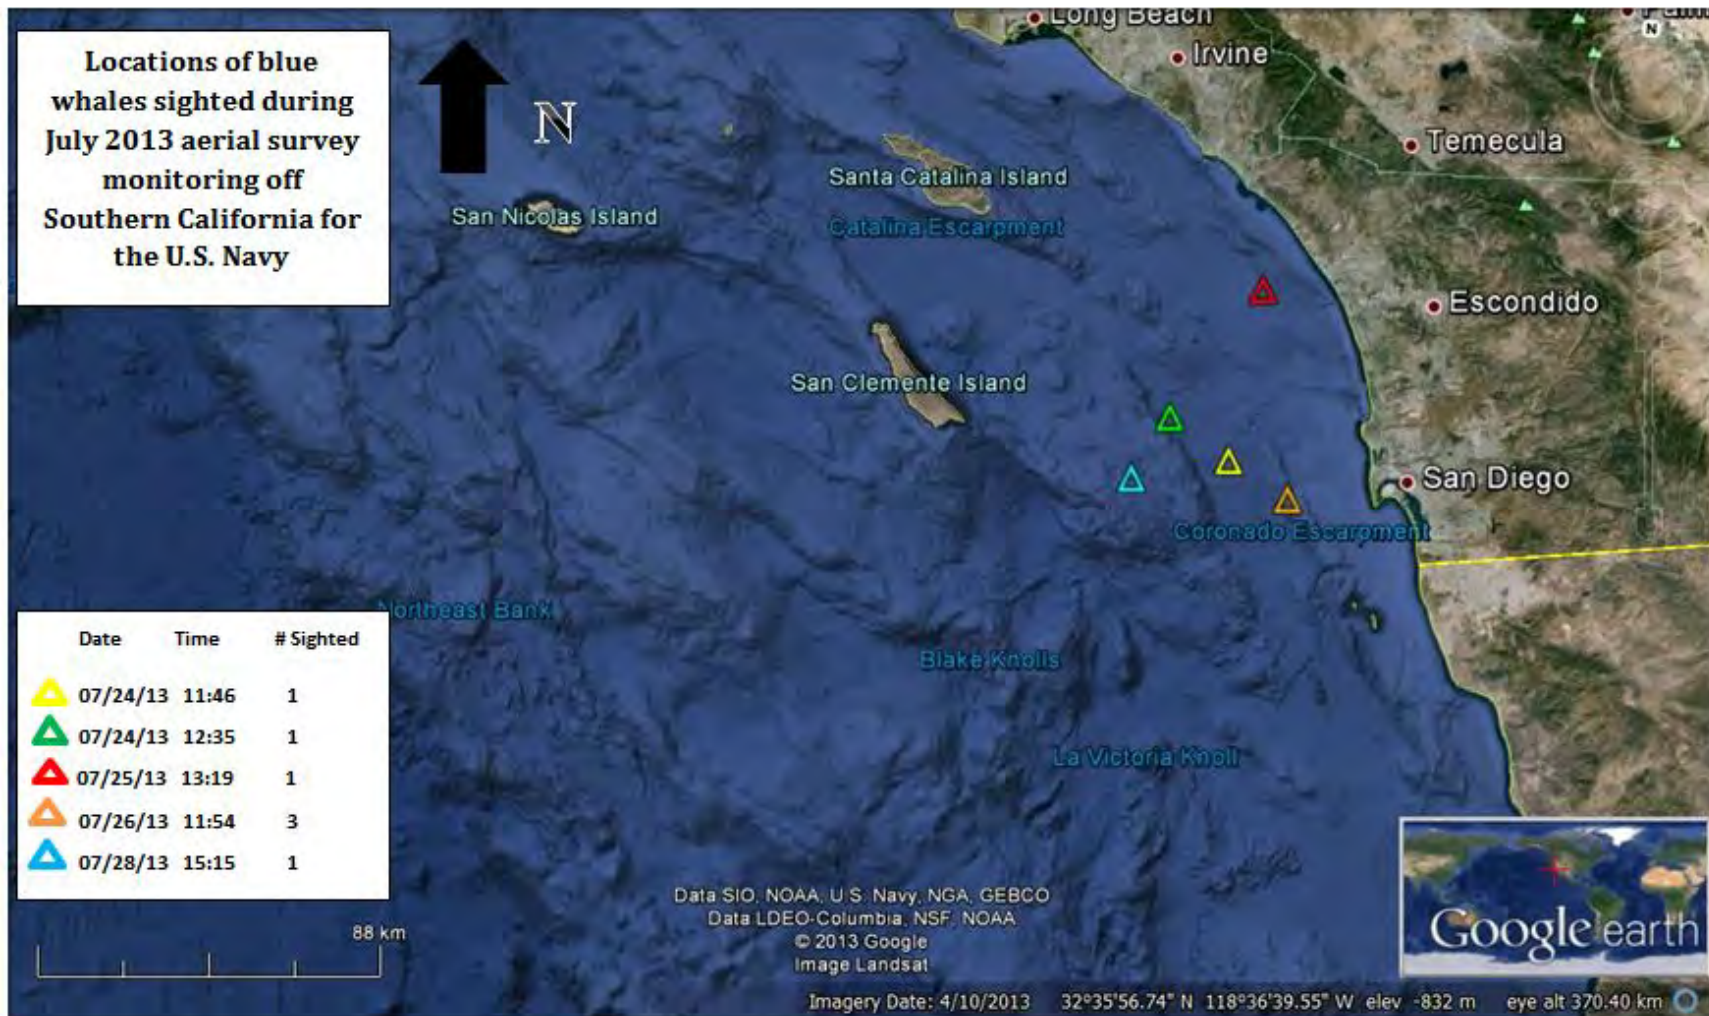 Locations of blue
whales sighted during
July 2013 aerial survey
monitoring off
Southern California for
the U.S. Navy
N
Long Beach
Irvine
N
Temecula
Santa Catalina Island
San Nicolas Island
Catalina Escarpment
Escondido
San Clemente Island
San Diego
Coronado Escarpment
Northeast Bank
Blake Knolls
La Victoria Knoll
Date Time # Sighted
07/24/13 11:46 1
07/24/13 12:35 1
07/25/13 13:19 1
07/26/13 11:54 3
07/28/13 15:15 1
88 km
Data SIO, NOAA, U.S. Navy, NGA, GEBCO
Data LDEO-Columbia, NSF, NOAA
© 2013 Google
Image Landsat
Google earth
Imagery Date: 4/10/2013 32°35'56.74" N 118°36'39.55" W elev -832 m eye alt 370.40 km